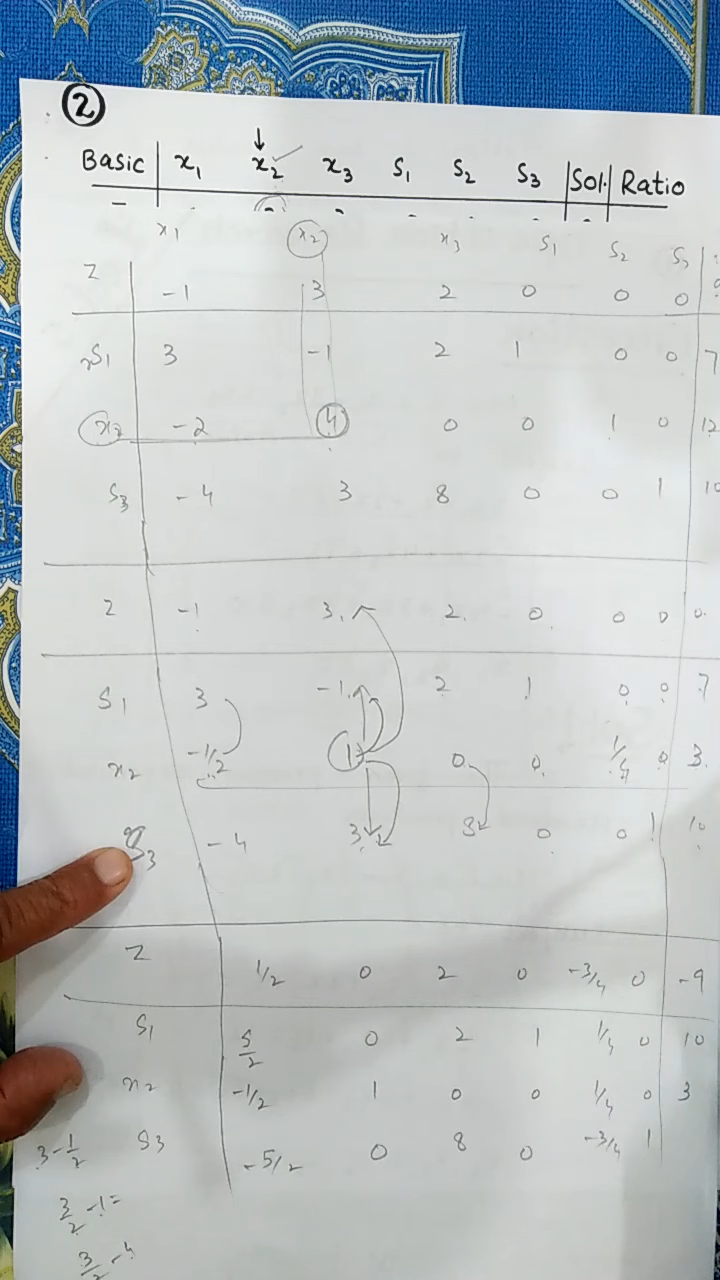 ②
↓
Basic x₁ x₂ ✓ x₃ S₁ S₂ S₃ Sol. Ratio
x₁ x₂ x₃ S₁ S₂ S₃
Z -1 3 2 0 0 0
S₁ 3 -1 2 1 0 0 7
x₂ -2 4 0 0 1 0 12
S₃ -4 3 8 0 0 1 10
Z -1 3 2 0 0 0 0
S₁ 3 -1 2 1 0 0 7
x₂ -1/2 1 0 0 1/4 0 3
S₃ -4 3 8 0 0 1 10
Z 1/2 0 2 0 -3/4 0 -9
S₁ 5/2 0 2 1 1/4 0 10
x₂ -1/2 1 0 0 1/4 0 3
3-1/2 S₃ -5/2 0 8 0 -3/4 1
3/2 -1=
3/2 -4